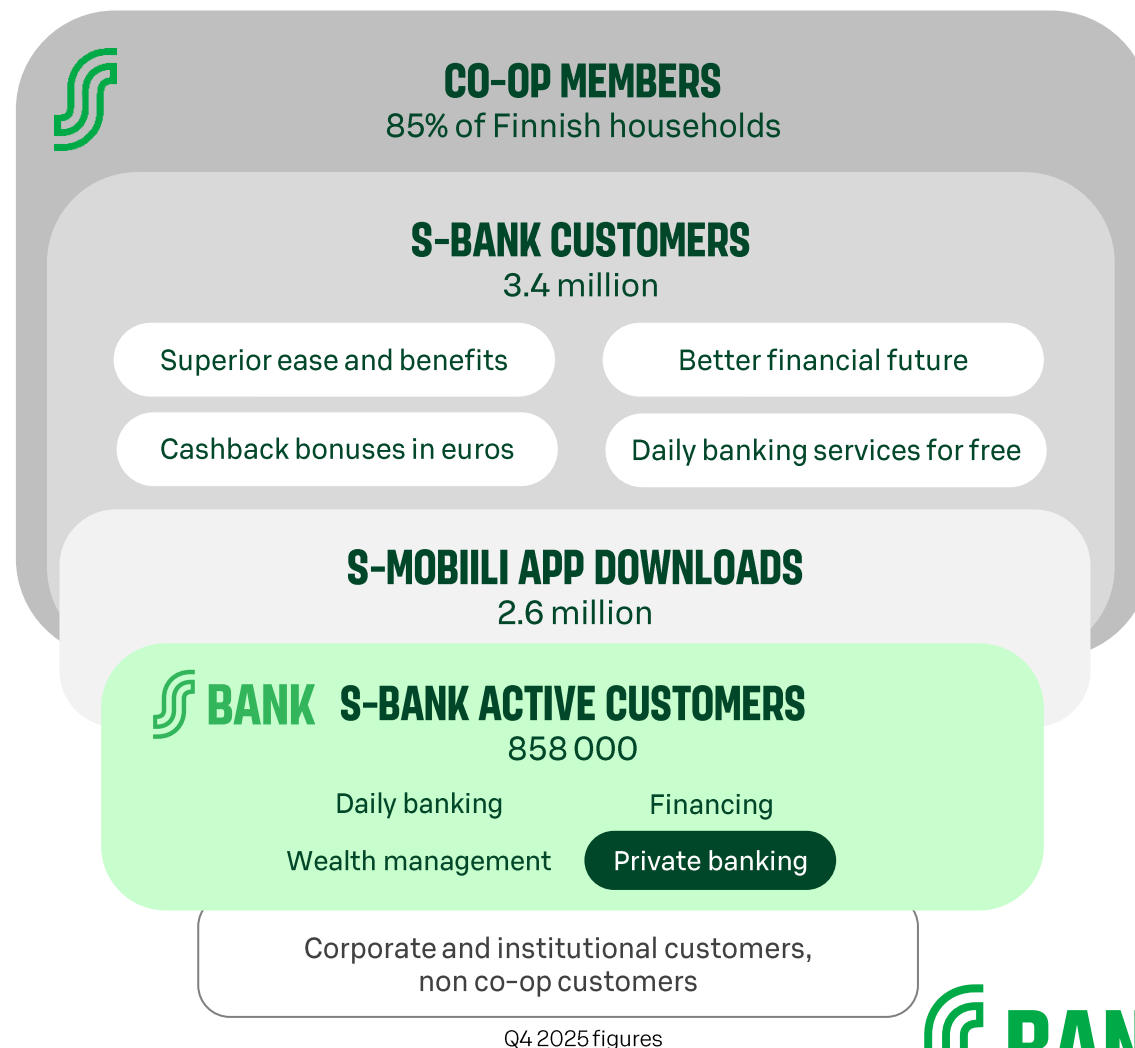 CO-OP MEMBERS
85% of Finnish households
S-BANK CUSTOMERS
3.4 million
Superior ease and benefits
Better financial future
Cashback bonuses in euros
Daily banking services for free
S-MOBIILI APP DOWNLOADS
2.6 million
BANK
S-BANK ACTIVE CUSTOMERS
858 000
Daily banking
Financing
Wealth management
Private banking
Corporate and institutional customers,
non co-op customers
Q4 2025 figures